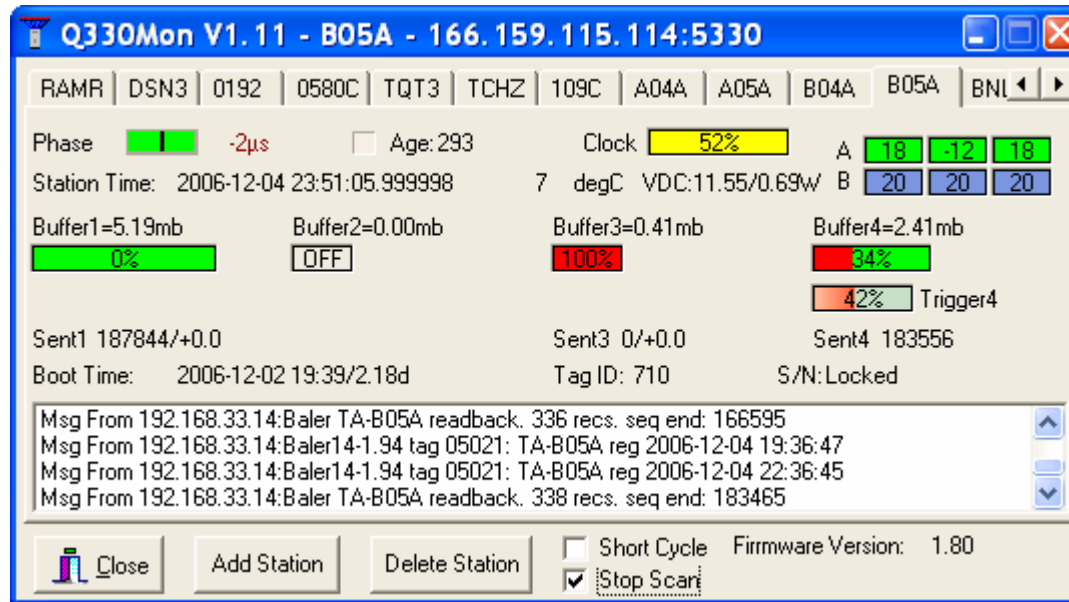 Q330Mon V1.11 - B05A - 166.159.115.114:5330
RAMR DSN3 0192 0580C TQT3 TCHZ 109C A04A A05A B04A B05A BNL
Phase -2µs Age:293 Clock 52% A 18 -12 18
Station Time: 2006-12-04 23:51:05.999998 7 degC VDC:11.55/0.69W B 20 20 20
Buffer1=5.19mb Buffer2=0.00mb Buffer3=0.41mb Buffer4=2.41mb
0% OFF 100% 34%
42% Trigger4
Sent1 187844/+0.0 Sent3 0/+0.0 Sent4 183556
Boot Time: 2006-12-02 19:39/2.18d Tag ID: 710 S/N:Locked
Msg From 192.168.33.14:Baler TA-B05A readback. 336 recs. seq end: 166595
Msg From 192.168.33.14:Baler14-1.94 tag 05021: TA-B05A reg 2006-12-04 19:36:47
Msg From 192.168.33.14:Baler14-1.94 tag 05021: TA-B05A reg 2006-12-04 22:36:45
Msg From 192.168.33.14:Baler TA-B05A readback. 338 recs. seq end: 183465
Close Add Station Delete Station Short Cycle Firmware Version: 1.80
Stop Scan